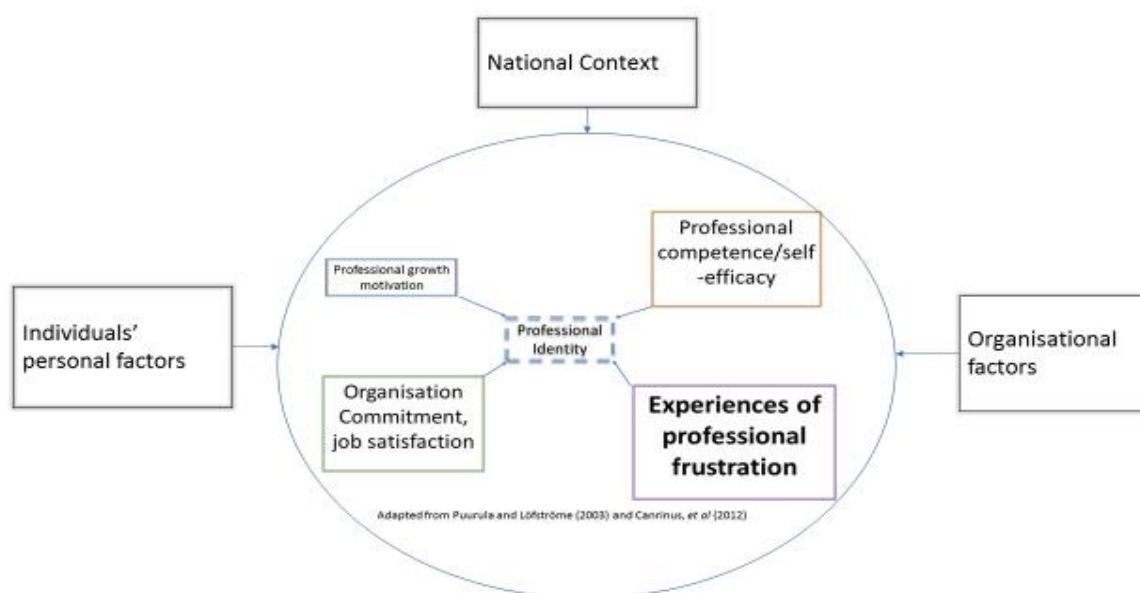 National Context
Professional
competence/self
-efficacy
Professional growth
motivation
Individuals’
personal factors
Professional
Identity
Organisational
factors
Organisation
Commitment,
job satisfaction
Experiences of
professional
frustration
Adapted from Puurula and Löfströme (2003) and Canrinus, et al (2012)